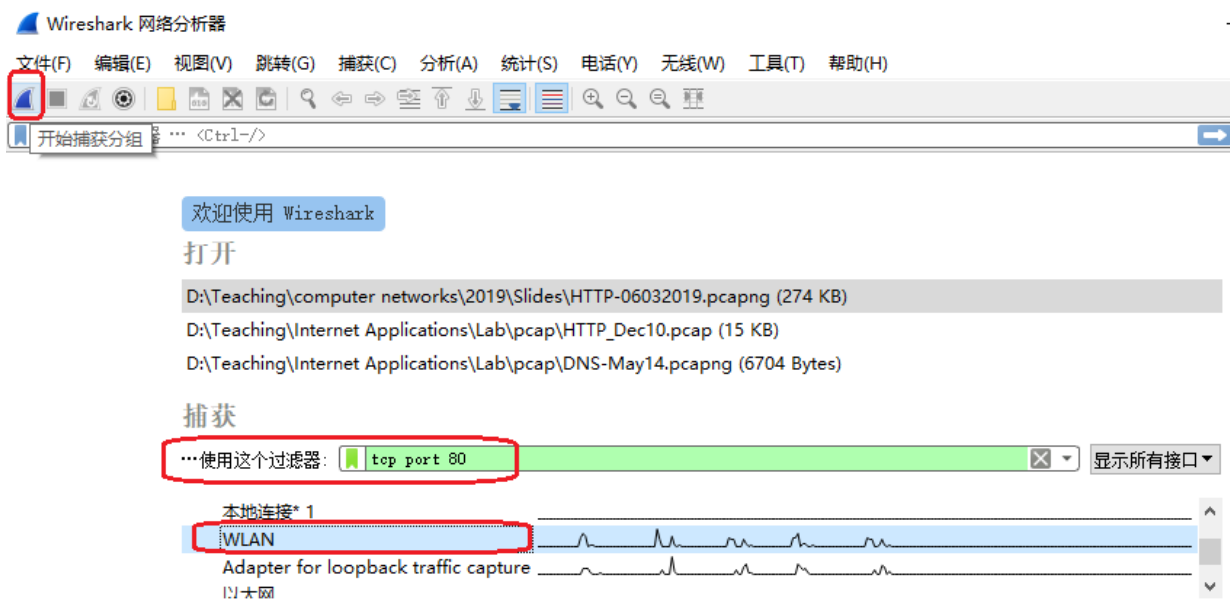 Wireshark 网络分析器
文件(F) 编辑(E) 视图(V) 跳转(G) 捕获(C) 分析(A) 统计(S) 电话(Y) 无线(W) 工具(T) 帮助(H)
开始捕获分组 器 … <Ctrl-/>
欢迎使用 Wireshark
打开
D:\Teaching\computer networks\2019\Slides\HTTP-06032019.pcapng (274 KB)
D:\Teaching\Internet Applications\Lab\pcap\HTTP_Dec10.pcap (15 KB)
D:\Teaching\Internet Applications\Lab\pcap\DNS-May14.pcapng (6704 Bytes)
捕获
…使用这个过滤器: tcp port 80 显示所有接口
本地连接* 1
WLAN
Adapter for loopback traffic capture
以太网